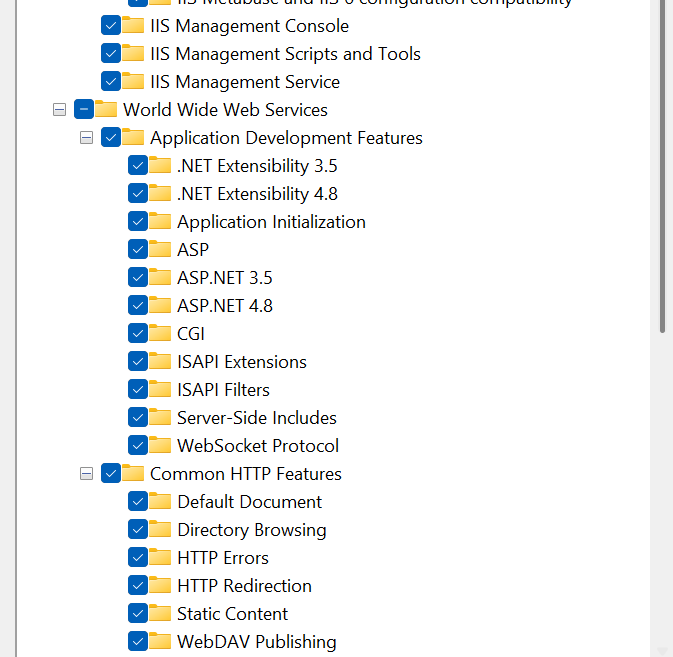 IIS Metabase and IIS 6 configuration compatibility
IIS Management Console
IIS Management Scripts and Tools
IIS Management Service
World Wide Web Services
Application Development Features
.NET Extensibility 3.5
.NET Extensibility 4.8
Application Initialization
ASP
ASP.NET 3.5
ASP.NET 4.8
CGI
ISAPI Extensions
ISAPI Filters
Server-Side Includes
WebSocket Protocol
Common HTTP Features
Default Document
Directory Browsing
HTTP Errors
HTTP Redirection
Static Content
WebDAV Publishing